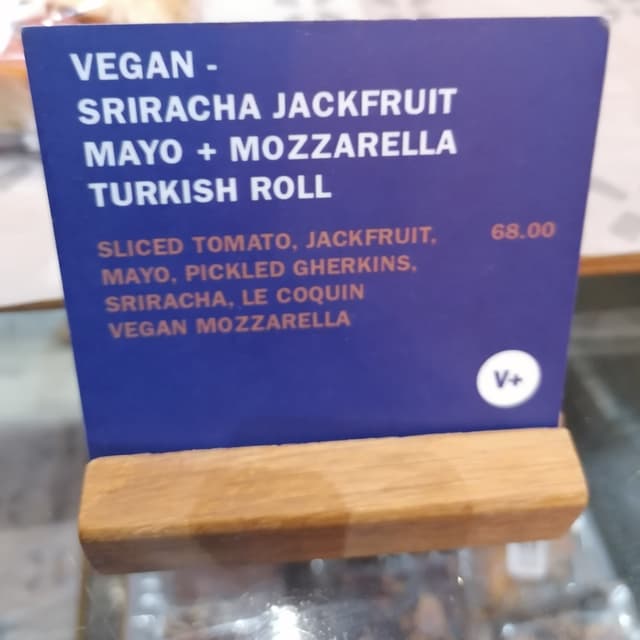 VEGAN -
SRIRACHA JACKFRUIT
MAYO + MOZZARELLA
TURKISH ROLL
SLICED TOMATO, JACKFRUIT, 68.00
MAYO, PICKLED GHERKINS,
SRIRACHA, LE COQUIN
VEGAN MOZZARELLA
V+